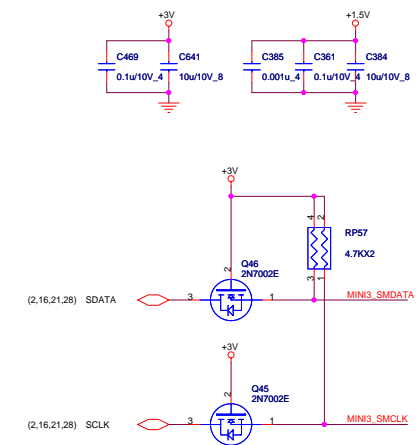 +3V
+1.5V
C469
C641
C385
C361
C384
0.1u/10V_4
10u/10V_8
0.001u_4
0.1u/10V_4
10u/10V_8
+3V
4
2
RP57
4.7KX2
3
1
Q46
2N7002E
2
(2,16,21,28) SDATA
3
1
MINI3_SMDATA
+3V
Q45
2N7002E
2
(2,16,21,28) SCLK
3
1
MINI3_SMCLK